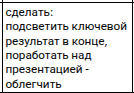 сделать:
подсветить ключевой
результат в конце,
поработать над
презентацией -
облегчить